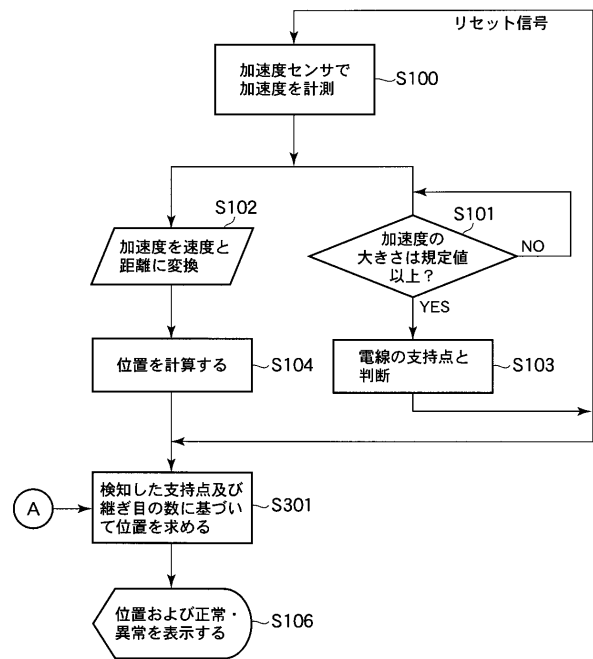 リセット信号
加速度センサで
加速度を計測
S100
S102
加速度を速度と
距離に変換
S101
加速度の
大きさは規定値
以上？
NO
YES
位置を計算する
S104
電線の支持点と
判断
S103
A
検知した支持点及び
継ぎ目の数に基づい
て位置を求める
S301
位置および正常・
異常を表示する
S106